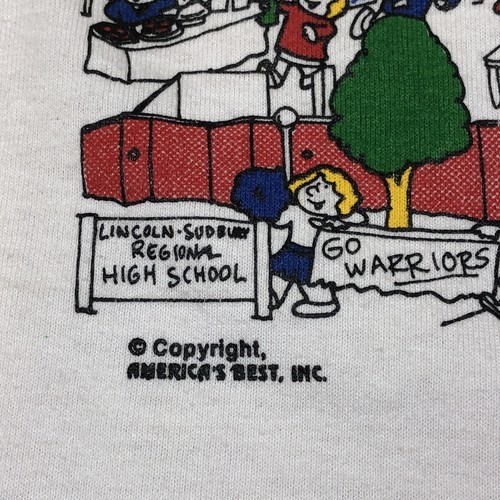 LINCOLN-SUDBURY
REGIONAL
HIGH SCHOOL
GO
WARRIORS
© Copyright,
AMERICA'S BEST, INC.